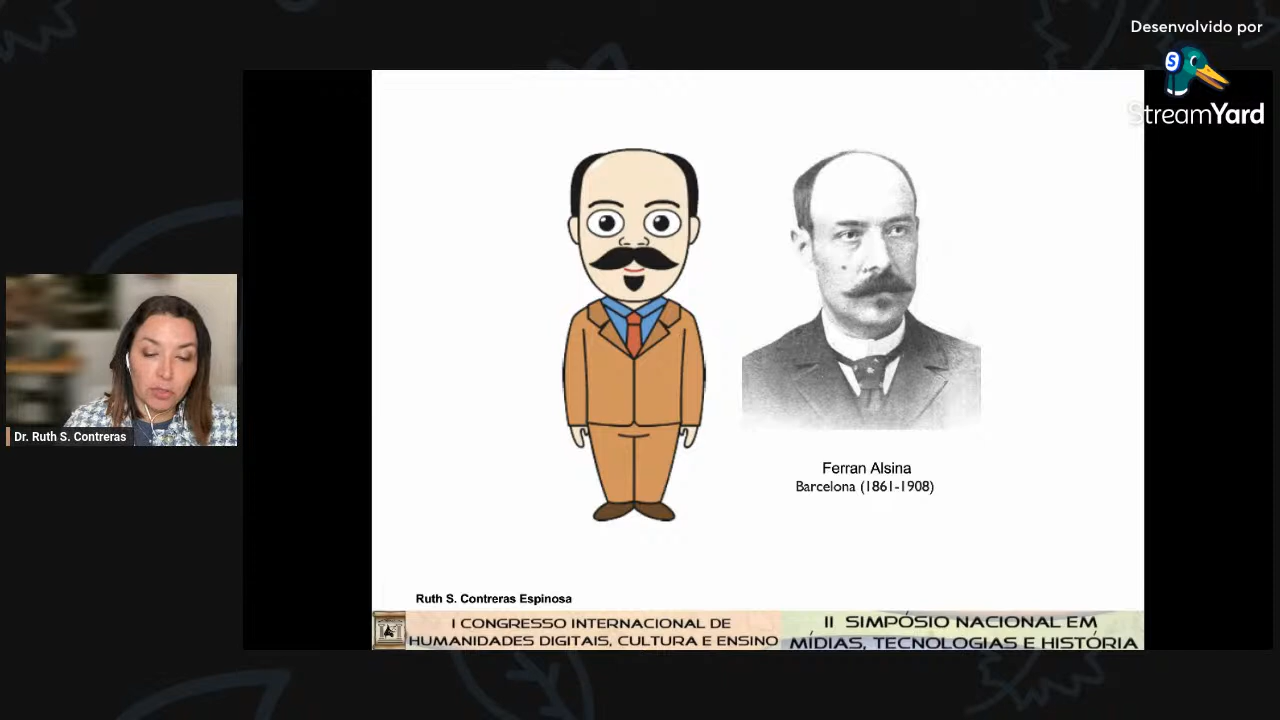 Desenvolvido por
StreamYard
Ferran Alsina
Barcelona (1861-1908)
Dr. Ruth S. Contreras
Ruth S. Contreras Espinosa
I CONGRESSO INTERNACIONAL DE
HUMANIDADES DIGITAIS, CULTURA E ENSINO
II SIMPÓSIO NACIONAL EM
MÍDIAS, TECNOLOGIAS E HISTÓRIA